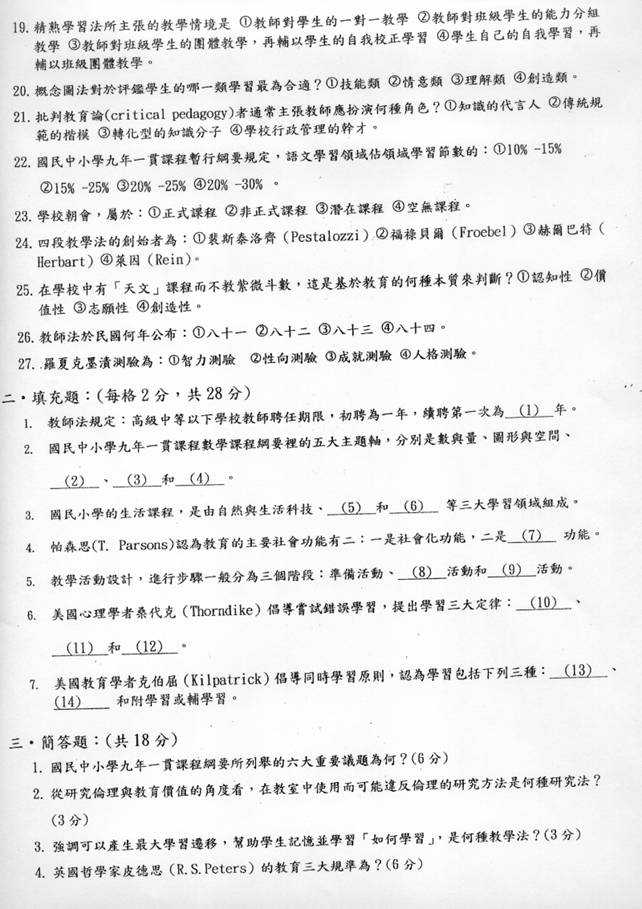 19. 精熟學習法所主張的教學情境是 ①教師對學生的一對一教學 ②教師對班級學生的能力分組
教學 ③教師對班級學生的團體教學，再輔以學生的自我校正學習 ④學生自己的自我學習，再
輔以班級團體教學。
20. 概念圖法對於評鑑學生的哪一類學習最為合適？①技能類 ②情意類 ③理解類 ④創造類。
21. 批判教育論(critical pedagogy)者通常主張教師應扮演何種角色？①知識的代言人 ②傳統規
範的楷模 ③轉化型的知識分子 ④學校行政管理的幹才。
22. 國民中小學九年一貫課程暫行綱要規定，語文學習領域佔領域學習節數的：①10% -15%
②15% -25% ③20% -25% ④20% -30% 。
23. 學校朝會，屬於：①正式課程 ②非正式課程 ③潛在課程 ④空無課程。
24. 四段教學法的創始者為：①裴斯泰洛齊（Pestalozzi）②福祿貝爾（Froebel）③赫爾巴特（
Herbart）④萊因（Rein）。
25. 在學校中有「天文」課程而不教紫微斗數，這是基於教育的何種本質來判斷？①認知性 ②價
值性 ③志願性 ④創造性。
26. 教師法於民國何年公布：①八十一 ②八十二 ③八十三 ④八十四。
27. 羅夏克墨漬測驗為：①智力測驗 ②性向測驗 ③成就測驗 ④人格測驗。
二．填充題：(每格２分，共 28 分)
1. 教師法規定：高級中等以下學校教師聘任期限，初聘為一年，續聘第一次為 (1) 年。
2. 國民中小學九年一貫課程數學課程綱要裡的五大主題軸，分別是數與量、圖形與空間、
(2) 、 (3) 和 (4) 。
3. 國民小學的生活課程，是由自然與生活科技、 (5) 和 (6) 等三大學習領域組成。
4. 帕森思(T. Parsons)認為教育的主要社會功能有二：一是社會化功能，二是 (7) 功能。
5. 教學活動設計，進行步驟一般分為三個階段：準備活動、 (8) 活動和 (9) 活動。
6. 美國心理學者桑代克（Thorndike）倡導嘗試錯誤學習，提出學習三大定律： (10) 、
(11) 和 (12) 。
7. 美國教育學者克伯屈（Kilpatrick）倡導同時學習原則，認為學習包括下列三種： (13) 、
(14) 和附學習或輔學習。
三．簡答題：(共 18 分)
1. 國民中小學九年一貫課程綱要所列舉的六大重要議題為何？(6 分)
2. 從研究倫理與教育價值的角度看，在教室中使用而可能違反倫理的研究方法是何種研究法？
(3 分)
3. 強調可以產生最大學習遷移，幫助學生記憶並學習「如何學習」，是何種教學法？(3 分)
4. 英國哲學家皮德思（R.S.Peters）的教育三大規準為？(6 分)